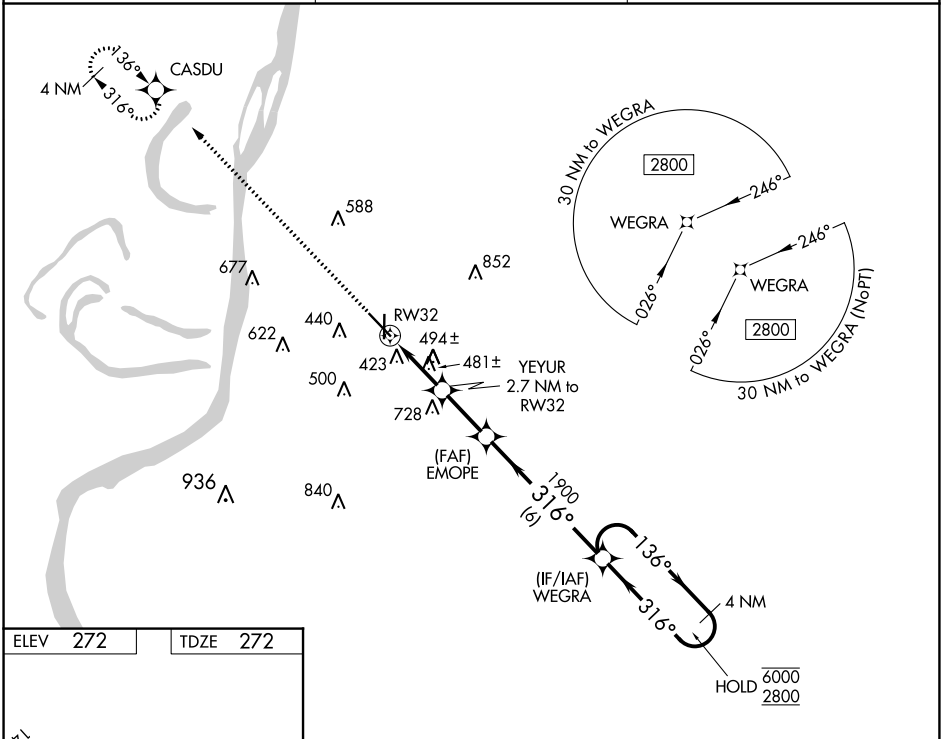 136°
CASDU
4 NM
316°
30 NM to WEGRA
2800
246°
WEGRA
026°
246°
WEGRA
2800
026°
30 NM to WEGRA (NoPT)
588
852
677
RW32
440
494±
622
423
481±
YEYUR
2.7 NM to
RW32
500
728
(FAF)
EMOPE
936
840
1900
316°
(6)
136°
(IF/IAF)
WEGRA
4 NM
316°
HOLD 6000
2800
ELEV 272
TDZE 272